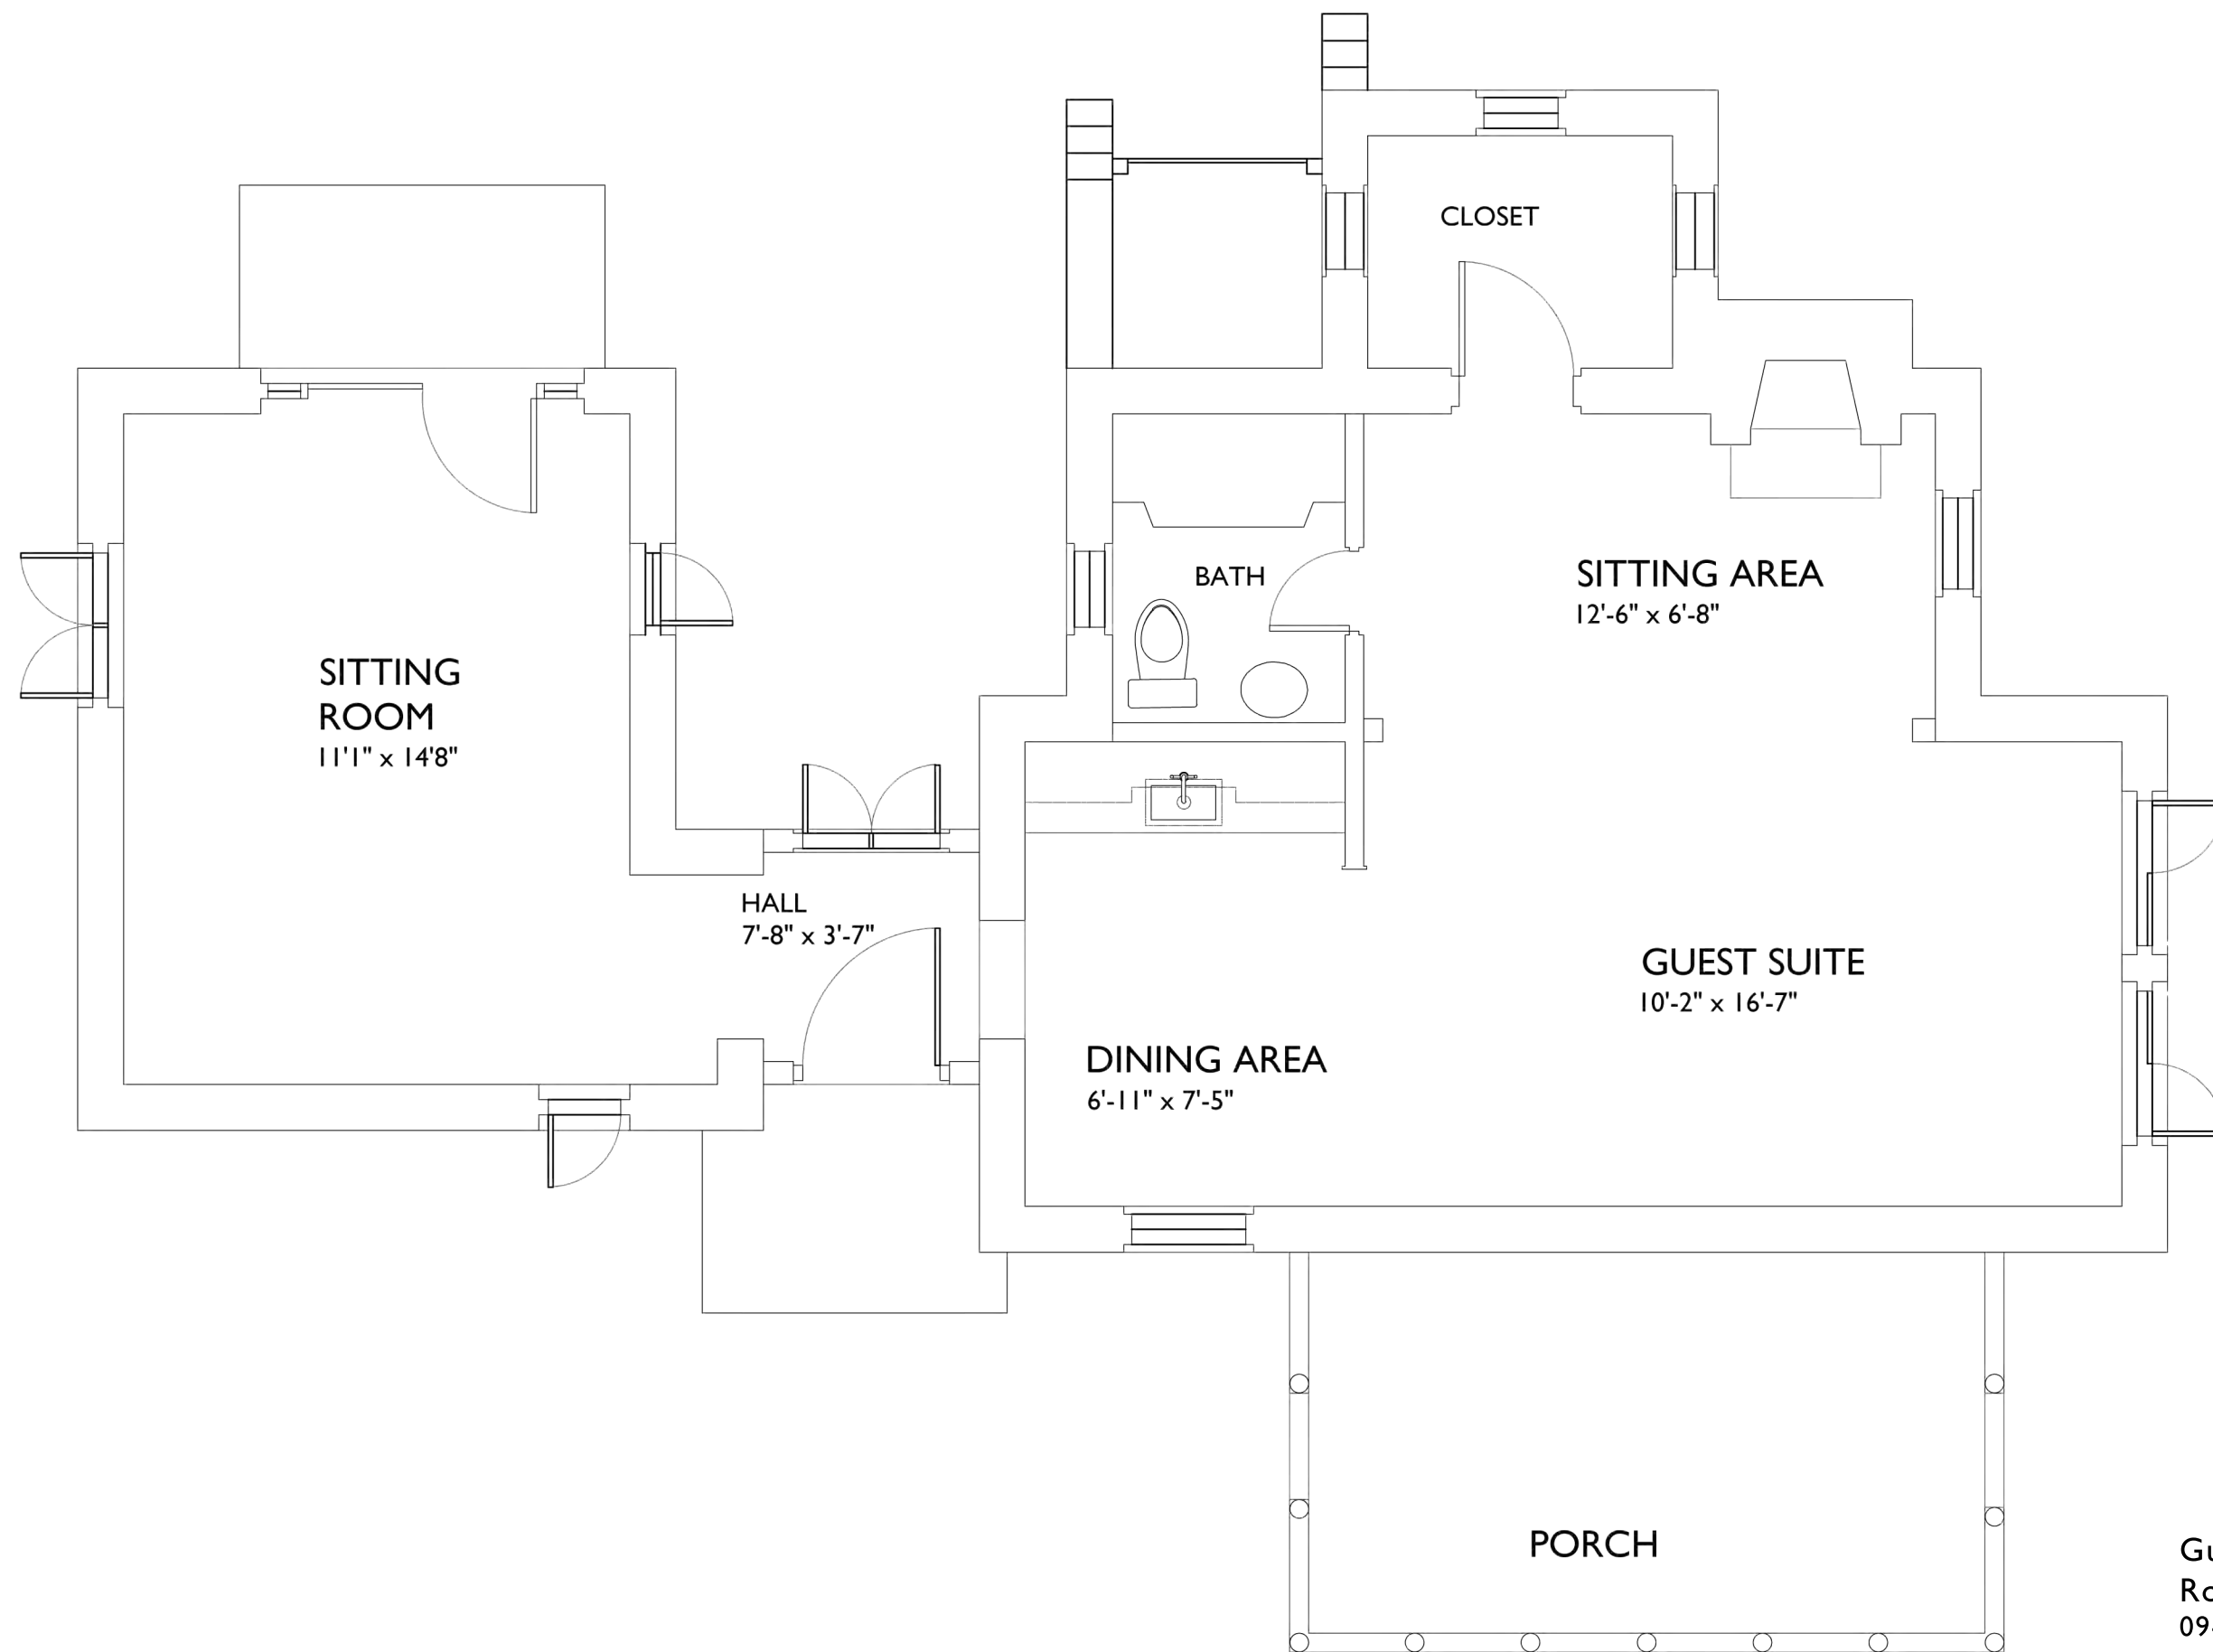 CLOSET
BATH
SITTING AREA
12'-6" x 6'-8"
SITTING
ROOM
11'1" x 14'8"
HALL
7'-8" x 3'-7"
GUEST SUITE
10'-2" x 16'-7"
DINING AREA
6'-11" x 7'-5"
PORCH